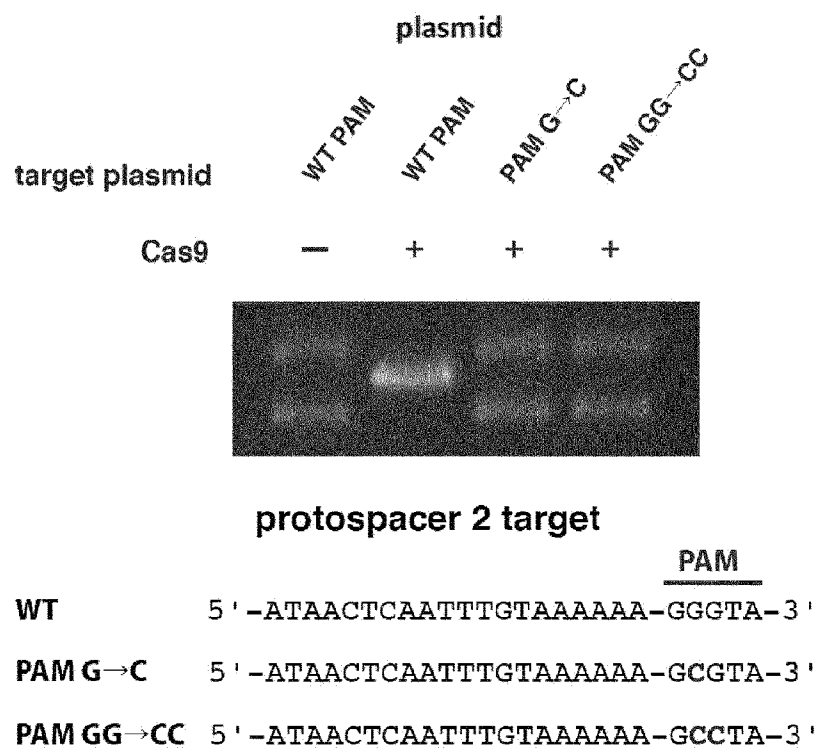 plasmid
target plasmid WT PAM WT PAM PAM G→C PAM GG→CC
Cas9 − + + +
protospacer 2 target
PAM
WT 5'-ATAACTCAATTTGTAAAAAA-GGGTA-3'
PAM G→C 5'-ATAACTCAATTTGTAAAAAA-GCGTA-3'
PAM GG→CC 5'-ATAACTCAATTTGTAAAAAA-GCCTA-3'